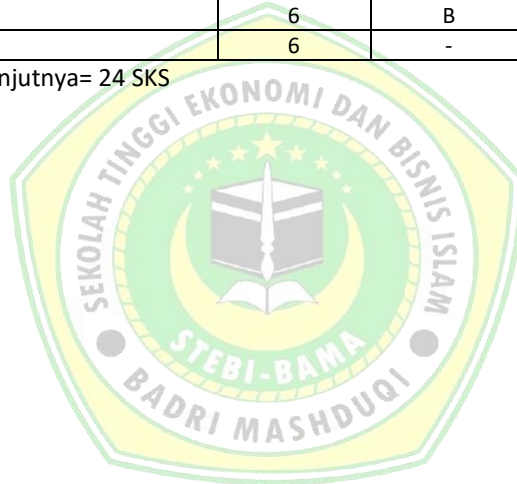 6 B
6 -
njutnya= 24 SKS
SEKOLAH TINGGI EKONOMI DAN BISNIS ISLAM
STEBI-BAMA
BADRI MASHDUQI